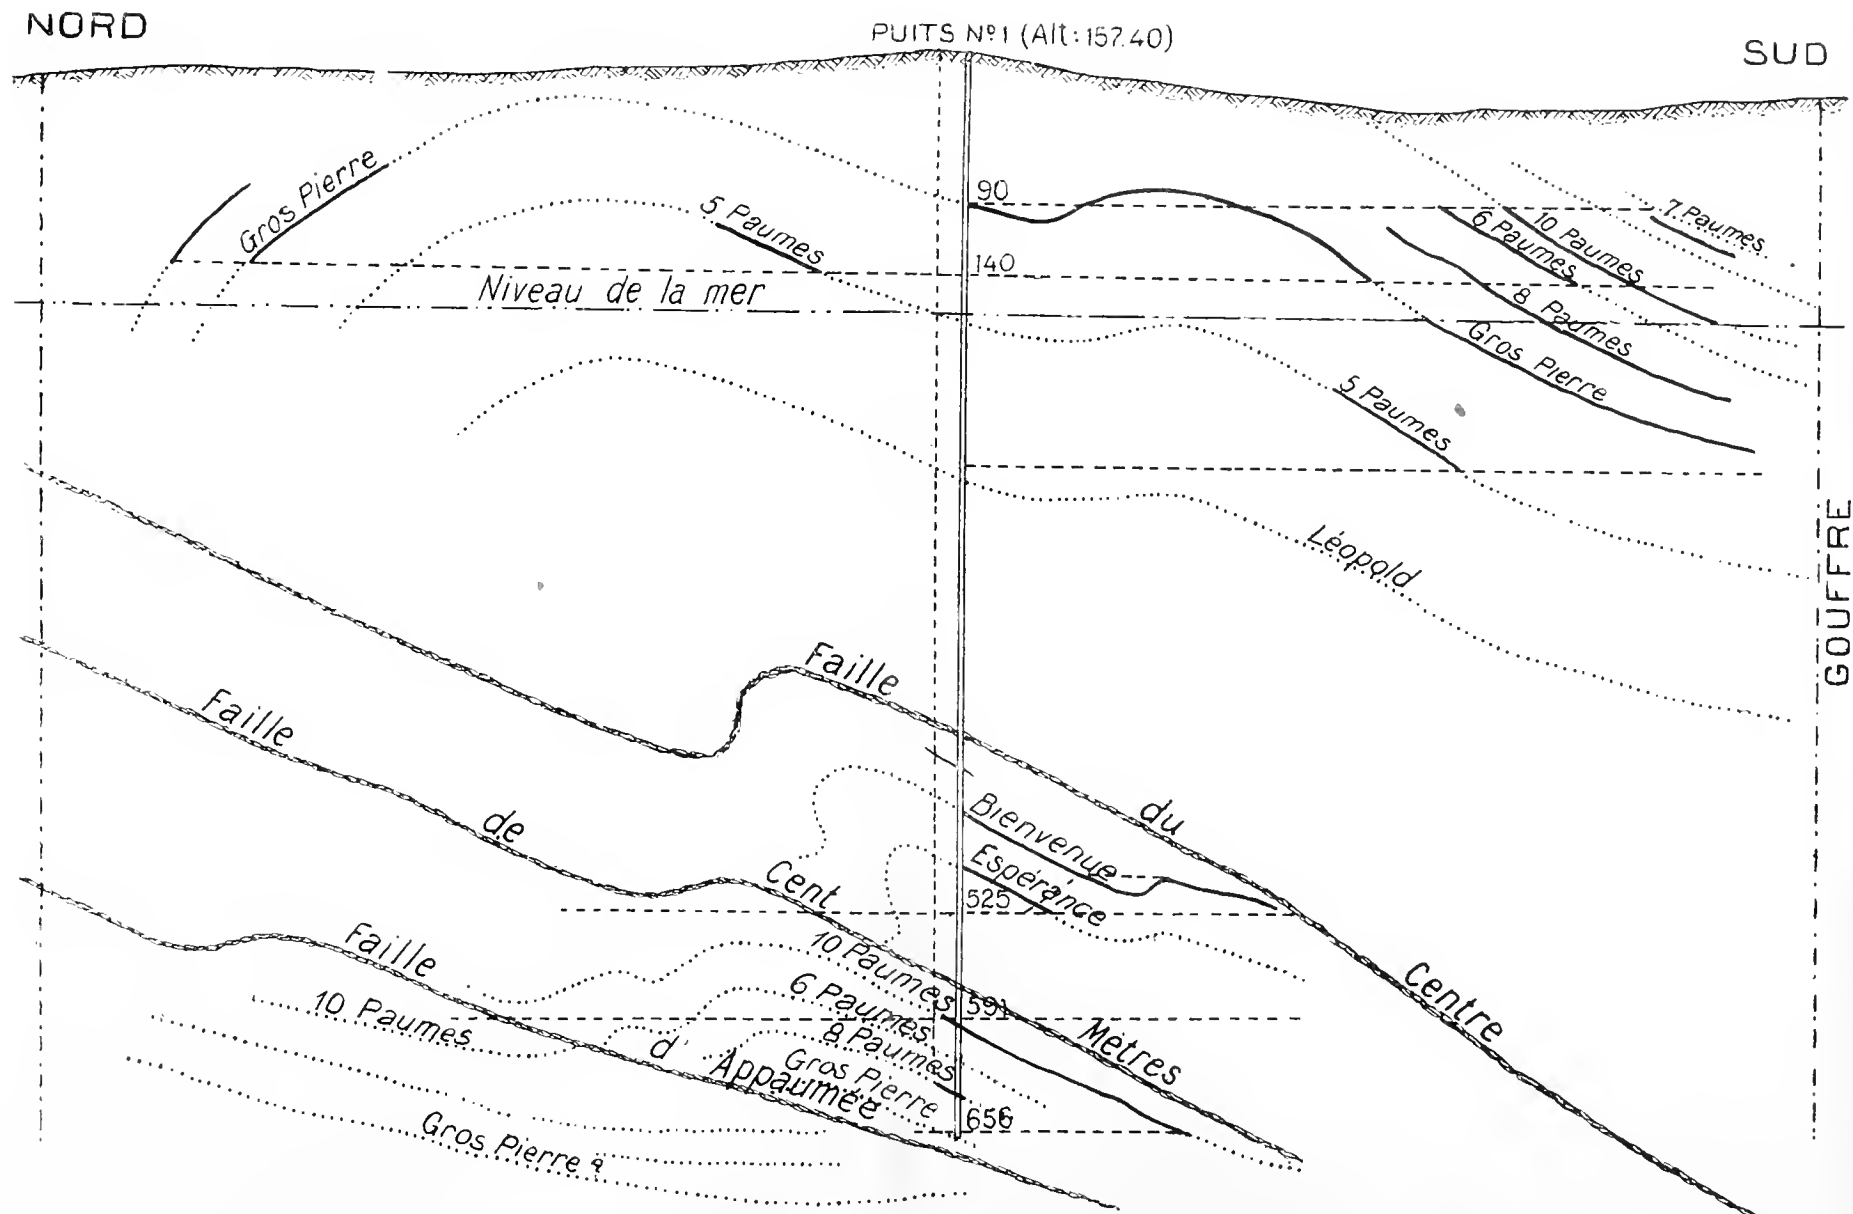 NORD
PUITS Nº1 (Alt: 157.40)
SUD
Gros Pierre
5 Paumes
90
7 Paumes
10 Paumes
6 Paumes
140
Niveau de la mer
8 Paumes
Gros Pierre
5 Paumes
Léopold
GOUFFRE
Faille du Centre
Faille de Cent Mètres
Bienvenue
Espérance
525
Faille d'Appaumée
10 Paumes
591
6 Paumes
10 Paumes
8 Paumes
Gros Pierre
656
Gros Pierre ?